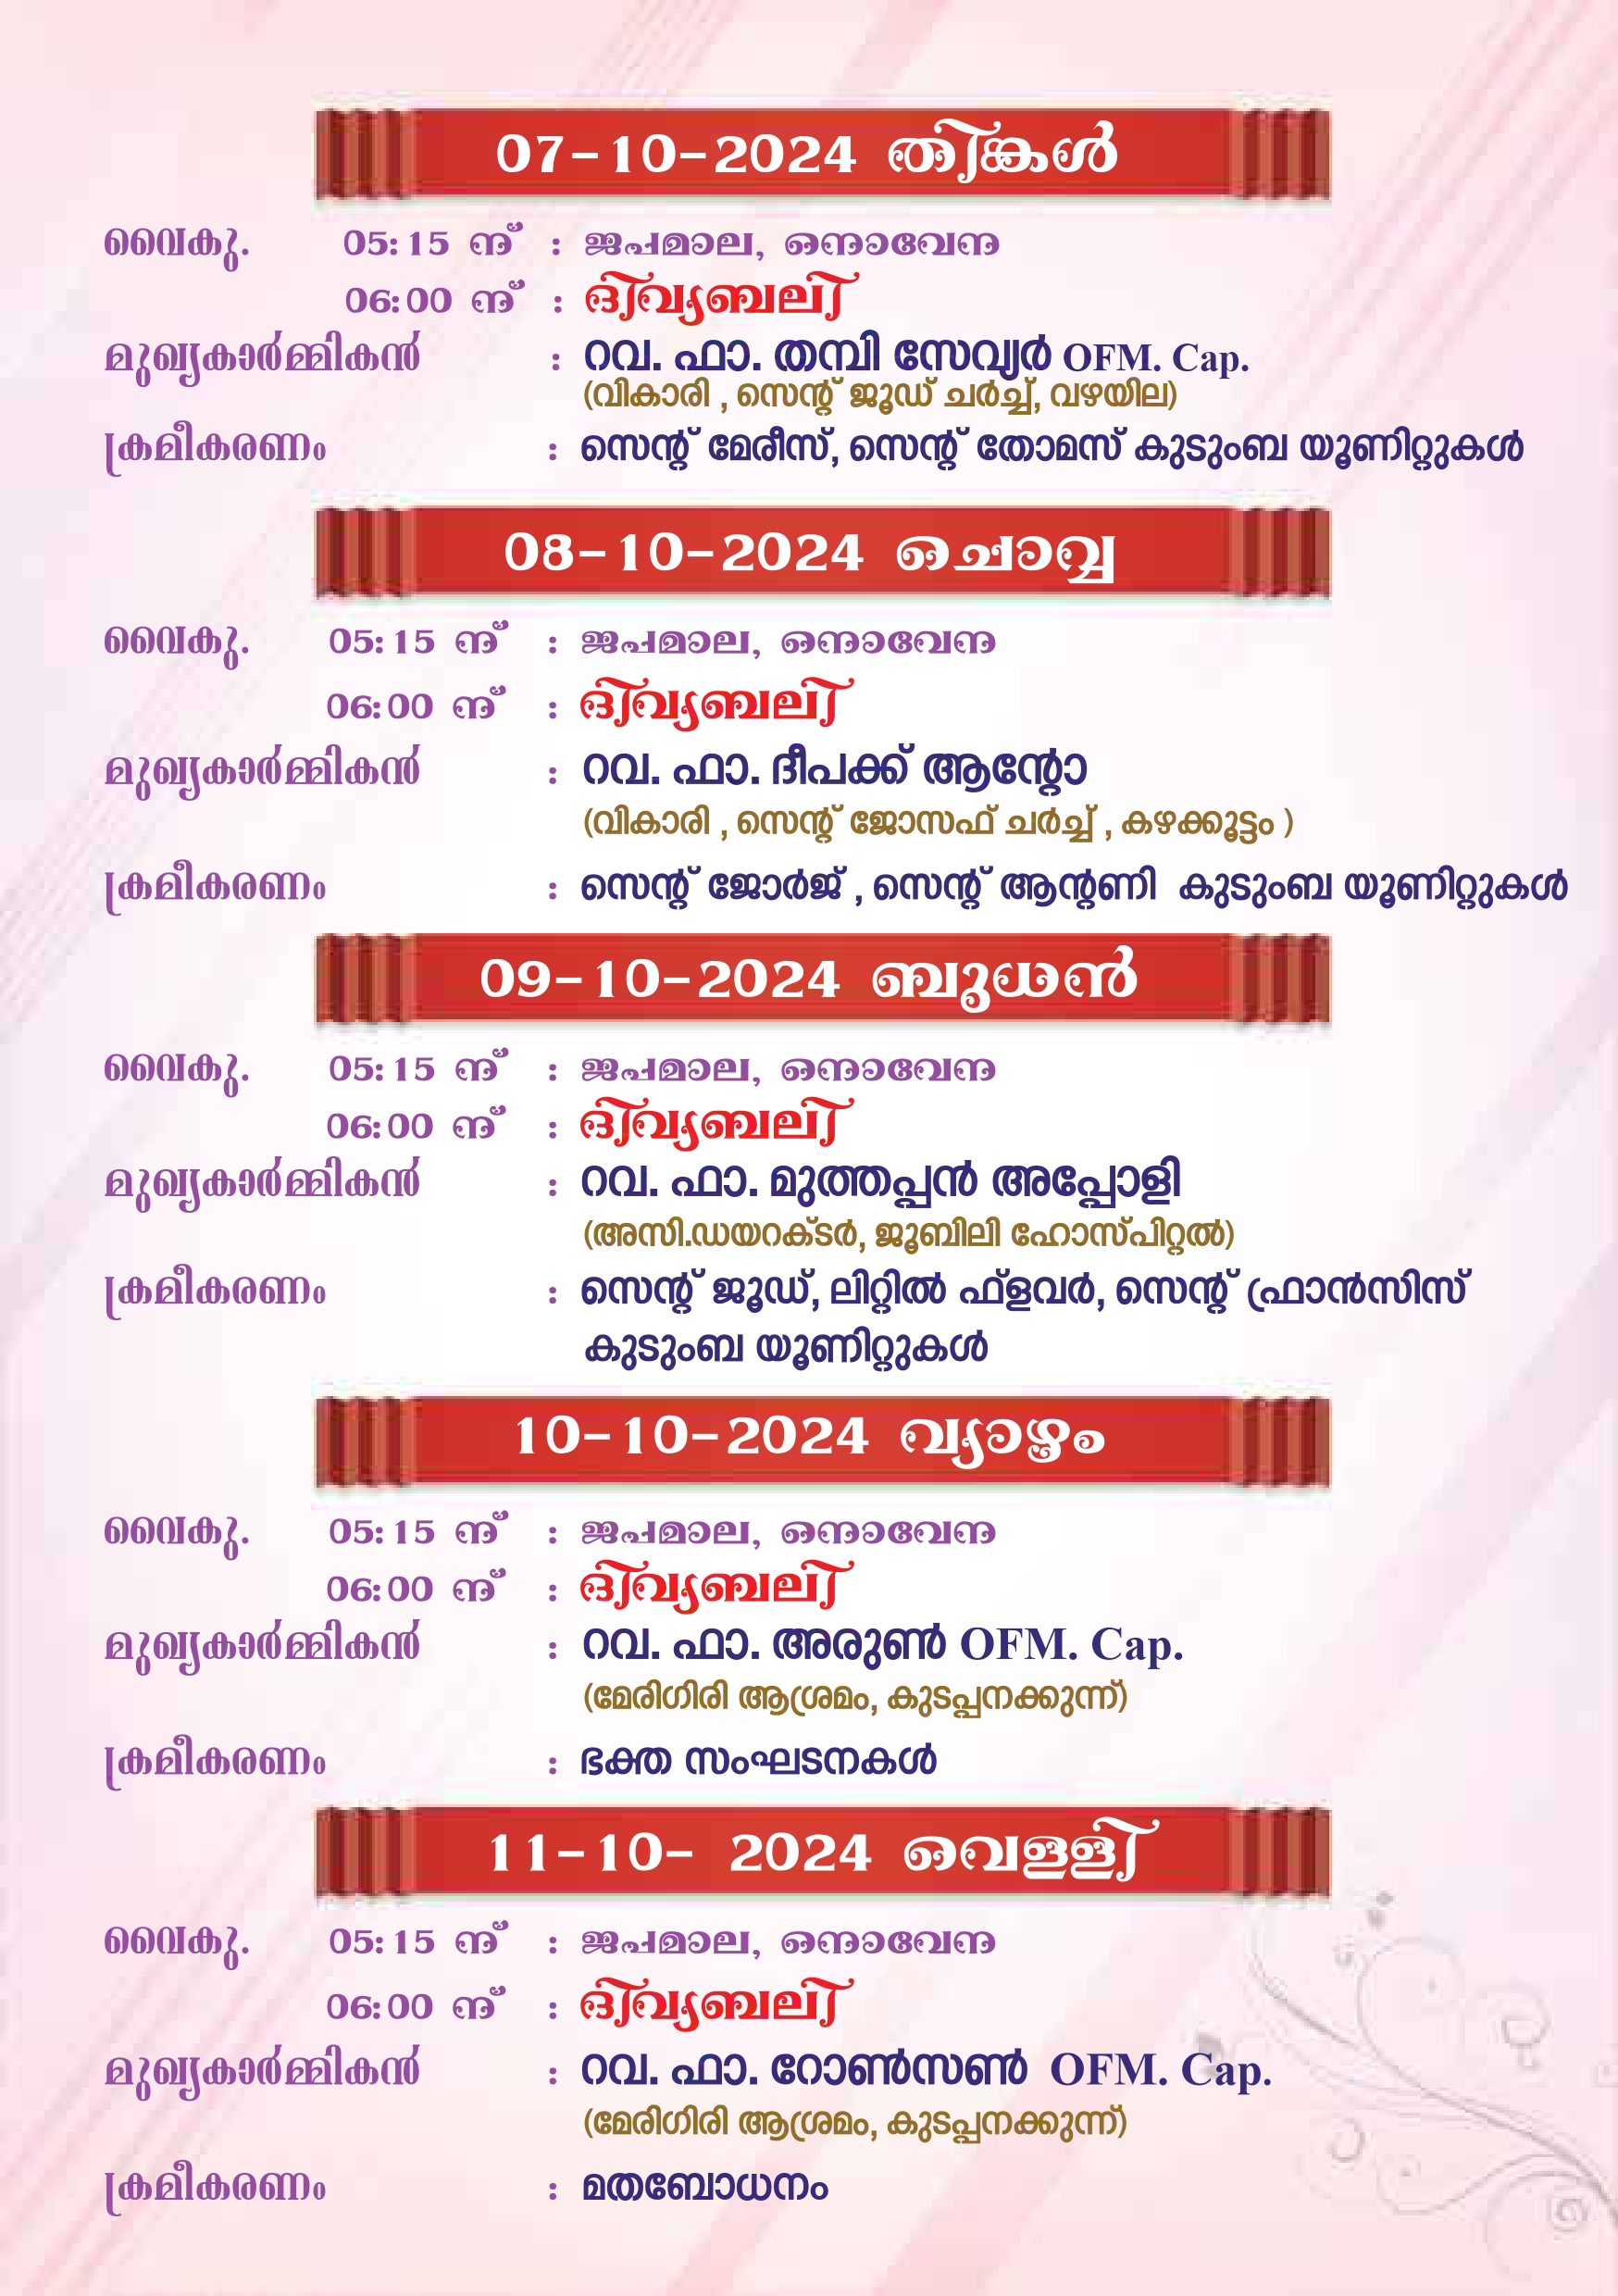 07-10-2024 തിങ്കൾ
വൈകു. 05:15 ന് : ജപമാല, നൊവേന
06:00 ന് : ദിവ്യബലി
മുഖ്യകാർമ്മികൻ : റവ. ഫാ. തമ്പി സേവ്യർ OFM. Cap.
(വികാരി , സെന്റ് ജൂഡ് ചർച്ച്, വഴയില)
ക്രമീകരണം : സെന്റ് മേരീസ്, സെന്റ് തോമസ് കുടുംബ യൂണിറ്റുകൾ
08-10-2024 ചൊവ്വ
വൈകു. 05:15 ന് : ജപമാല, നൊവേന
06:00 ന് : ദിവ്യബലി
മുഖ്യകാർമ്മികൻ : റവ. ഫാ. ദീപക്ക് ആന്റോ
(വികാരി , സെന്റ് ജോസഫ് ചർച്ച് , കഴക്കൂട്ടം )
ക്രമീകരണം : സെന്റ് ജോർജ് , സെന്റ് ആന്റണി കുടുംബ യൂണിറ്റുകൾ
09-10-2024 ബുധൻ
വൈകു. 05:15 ന് : ജപമാല, നൊവേന
06:00 ന് : ദിവ്യബലി
മുഖ്യകാർമ്മികൻ : റവ. ഫാ. മുത്തപ്പൻ അപ്പോളി
(അസി.ഡയറക്ടർ, ജൂബിലി ഹോസ്പിറ്റൽ)
ക്രമീകരണം : സെന്റ് ജൂഡ്, ലിറ്റിൽ ഫ്ളവർ, സെന്റ് ഫ്രാൻസിസ്
കുടുംബ യൂണിറ്റുകൾ
10-10-2024 വ്യാഴം
വൈകു. 05:15 ന് : ജപമാല, നൊവേന
06:00 ന് : ദിവ്യബലി
മുഖ്യകാർമ്മികൻ : റവ. ഫാ. അരുൺ OFM. Cap.
(മേരിഗിരി ആശ്രമം, കുടപ്പനക്കുന്ന്)
ക്രമീകരണം : ഭക്ത സംഘടനകൾ
11-10- 2024 വെള്ളി
വൈകു. 05:15 ന് : ജപമാല, നൊവേന
06:00 ന് : ദിവ്യബലി
മുഖ്യകാർമ്മികൻ : റവ. ഫാ. റോൺസൺ OFM. Cap.
(മേരിഗിരി ആശ്രമം, കുടപ്പനക്കുന്ന്)
ക്രമീകരണം : മതബോധനം